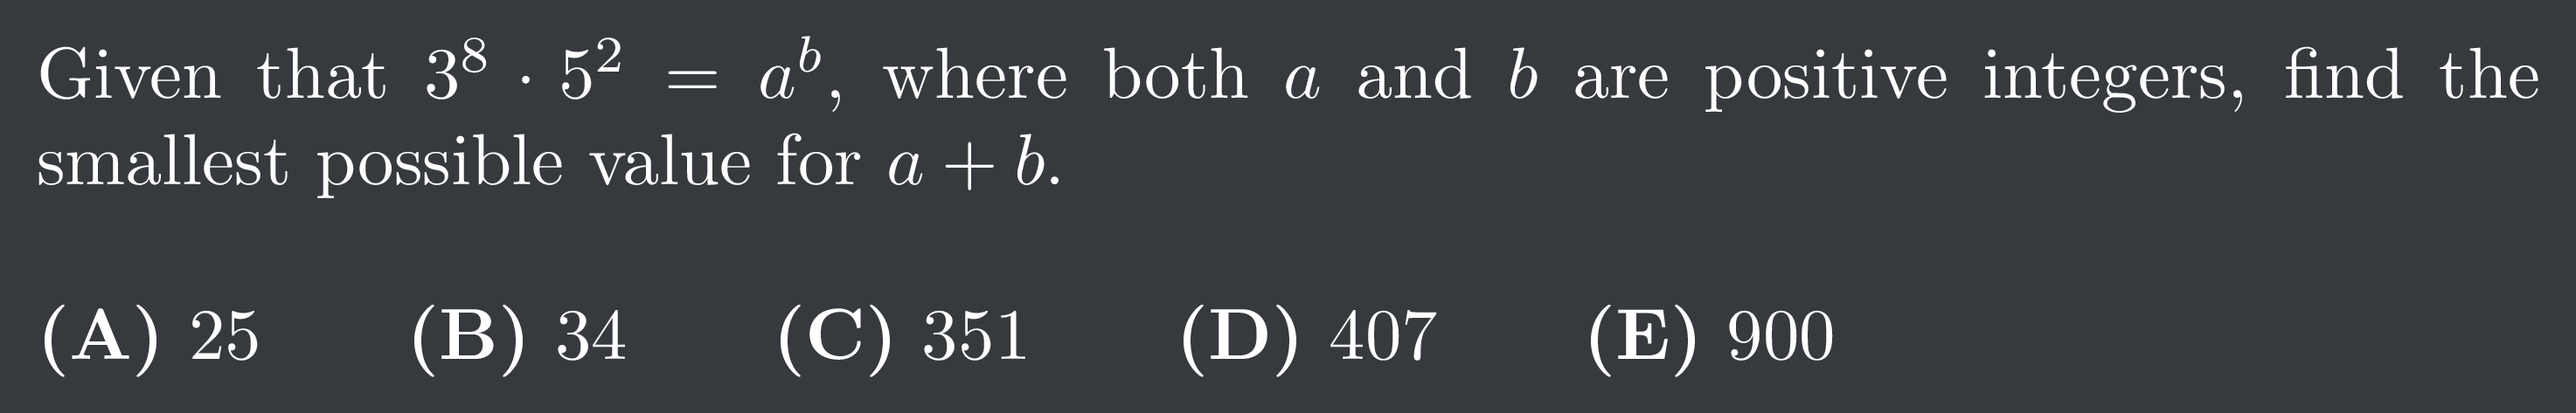 Given that $3^8 \cdot 5^2 = a^b$, where both $a$ and $b$ are positive integers, find the
smallest possible value for $a + b$.
(A) 25 (B) 34 (C) 351 (D) 407 (E) 900